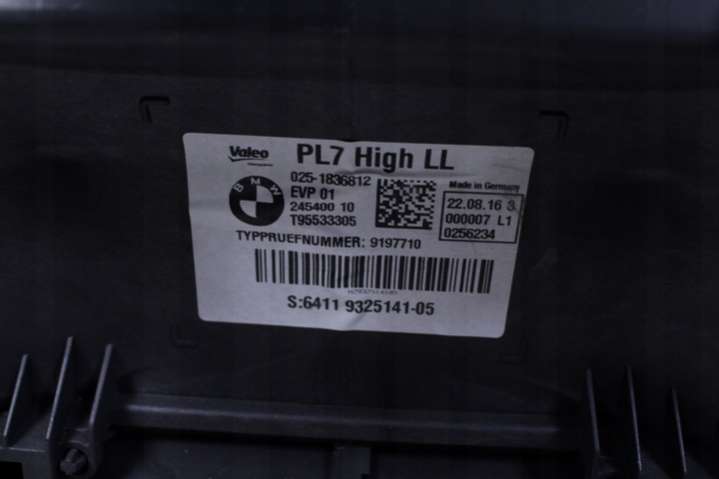 Valeo
PL7 High LL
BMW
025-1836812
EVP 01
245400 10
T95533305
Made in Germany
22.08.16 3
000007 L1
0256234
TYPPRUEFNUMMER: 9197710
S:6411 9325141-05